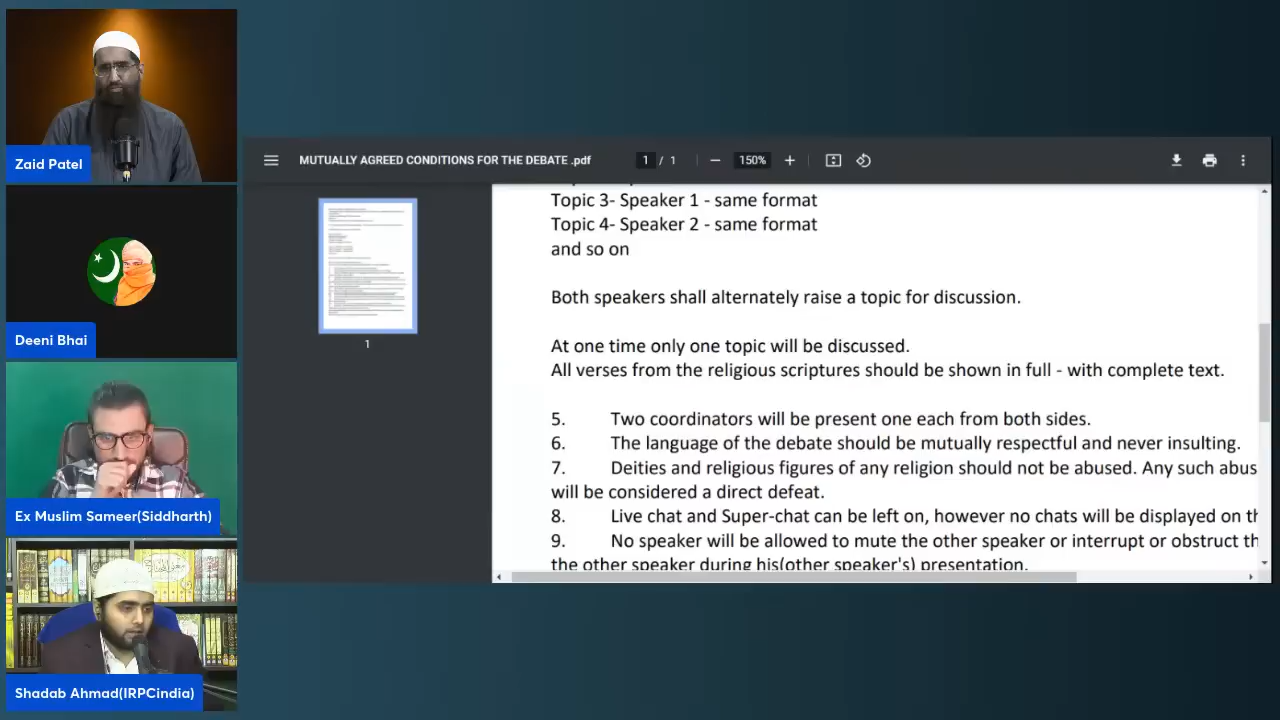 Zaid Patel
Deeni Bhai
Ex Muslim Sameer(Siddharth)
Shadab Ahmad(IRPCindia)
MUTUALLY AGREED CONDITIONS FOR THE DEBATE .pdf
1 / 1
150%
1
Topic 3- Speaker 1 - same format
Topic 4- Speaker 2 - same format
and so on
Both speakers shall alternately raise a topic for discussion.
At one time only one topic will be discussed.
All verses from the religious scriptures should be shown in full - with complete text.
5. Two coordinators will be present one each from both sides.
6. The language of the debate should be mutually respectful and never insulting.
7. Deities and religious figures of any religion should not be abused. Any such abus
will be considered a direct defeat.
8. Live chat and Super-chat can be left on, however no chats will be displayed on th
9. No speaker will be allowed to mute the other speaker or interrupt or obstruct th
the other speaker during his(other speaker's) presentation.